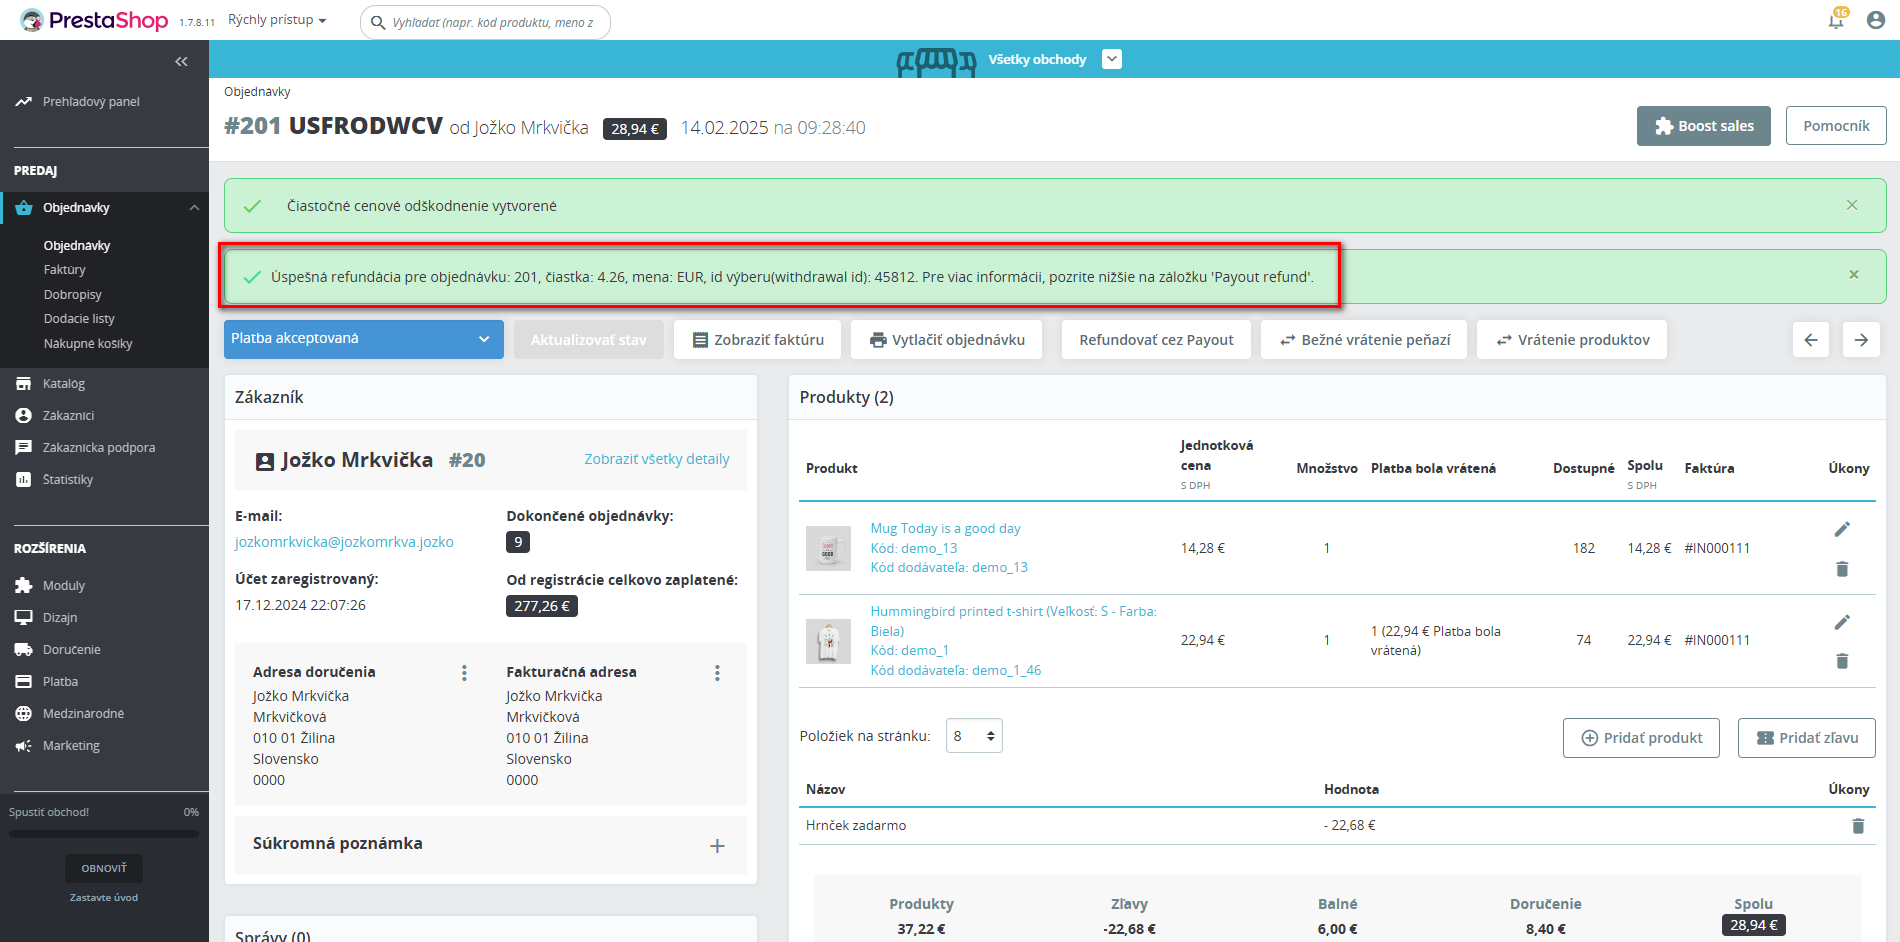 PrestaShop 1.7.8.11 Rýchly prístup Vyhľadať (napr. kód produktu, meno z 16
Všetky obchody
Prehľadový panel
PREDAJ
Objednávky
Objednávky
Faktúry
Dobropisy
Dodacie listy
Nákupné košíky
Katalóg
Zákazníci
Zákaznícka podpora
Štatistiky
ROZŠÍRENIA
Moduly
Dizajn
Doručenie
Platba
Medzinárodné
Marketing
Spustiť obchod! 0%
OBNOVIŤ
Zastavte úvod
Objednávky
#201 USFRODWCV od Jožko Mrkvička 28,94 € 14.02.2025 na 09:28:40
Boost sales Pomocník
Čiastočné cenové odškodnenie vytvorené
Úspešná refundácia pre objednávku: 201, čiastka: 4.26, mena: EUR, id výberu(withdrawal id): 45812. Pre viac informácii, pozrite nižšie na záložku 'Payout refund'.
Platba akceptovaná Aktualizovať stav Zobraziť faktúru Vytlačiť objednávku Refundovať cez Payout Bežné vrátenie peňazí Vrátenie produktov
Zákazník
Jožko Mrkvička #20 Zobraziť všetky detaily
E-mail:
jozkomrkvicka@jozkomrkva.jozko
Dokončené objednávky:
9
Účet zaregistrovaný:
17.12.2024 22:07:26
Od registrácie celkovo zaplatené:
277,26 €
Adresa doručenia
Jožko Mrkvička
Mrkvičková
010 01 Žilina
Slovensko
0000
Fakturačná adresa
Jožko Mrkvička
Mrkvičková
010 01 Žilina
Slovensko
0000
Súkromná poznámka
Správy (0)
Produkty (2)
Produkt Jednotková cena S DPH Množstvo Platba bola vrátená Dostupné Spolu S DPH Faktúra Úkony
Mug Today is a good day
Kód: demo_13
Kód dodávateľa: demo_13
14,28 € 1 182 14,28 € #IN000111
Hummingbird printed t-shirt (Veľkosť: S - Farba:
Biela)
Kód: demo_1
Kód dodávateľa: demo_1_46
22,94 € 1 1 (22,94 € Platba bola
vrátená) 74 22,94 € #IN000111
Položiek na stránku: 8 Pridať produkt Pridať zľavu
Názov Hodnota Úkony
Hrnček zadarmo - 22,68 €
Produkty Zľavy Balné Doručenie Spolu
37,22 € -22,68 € 6,00 € 8,40 € 28,94 €